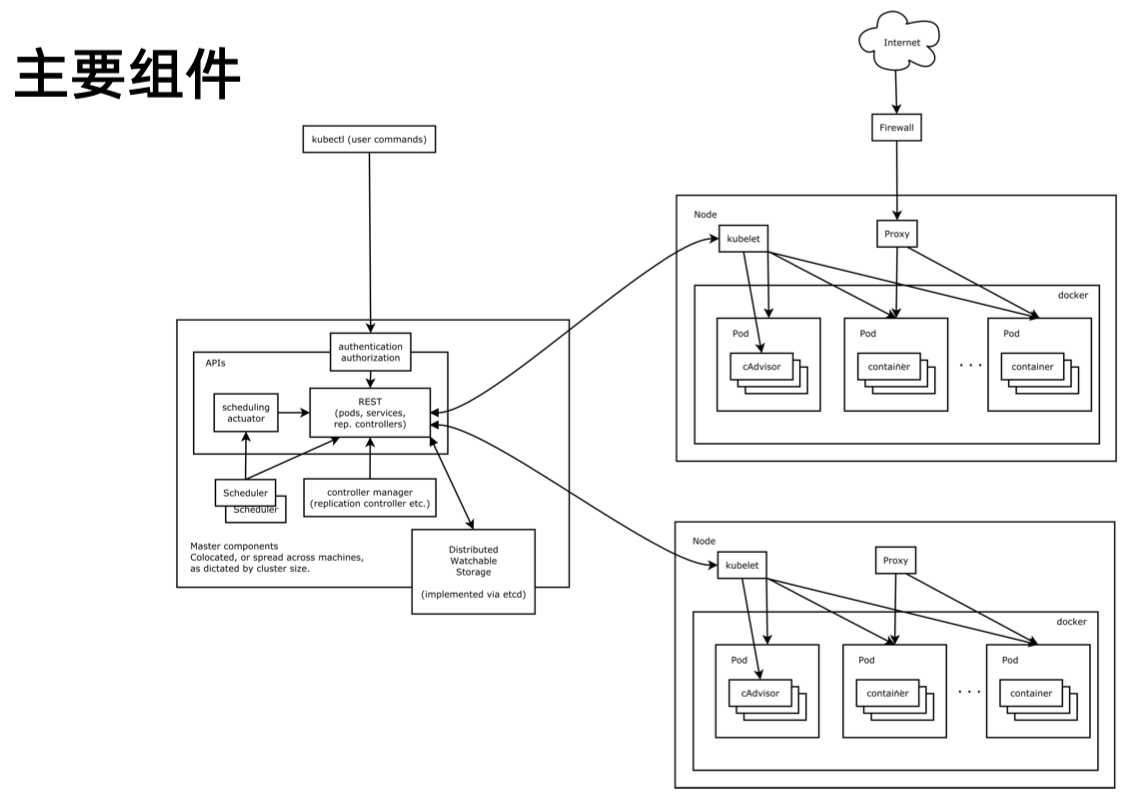 主要组件
kubectl (user commands)
authentication
authorization
APIs
scheduling
actuator
REST
(pods, services,
rep. controllers)
Scheduler
Scheduler
controller manager
(replication controller etc.)
Master components
Colocated, or spread across machines,
as dictated by cluster size.
Distributed
Watchable
Storage
(implemented via etcd)
Internet
Firewall
Node
kubelet
Proxy
docker
Pod
cAdvisor
Pod
container
. . .
Pod
container
Node
kubelet
Proxy
docker
Pod
cAdvisor
Pod
container
. . .
Pod
container